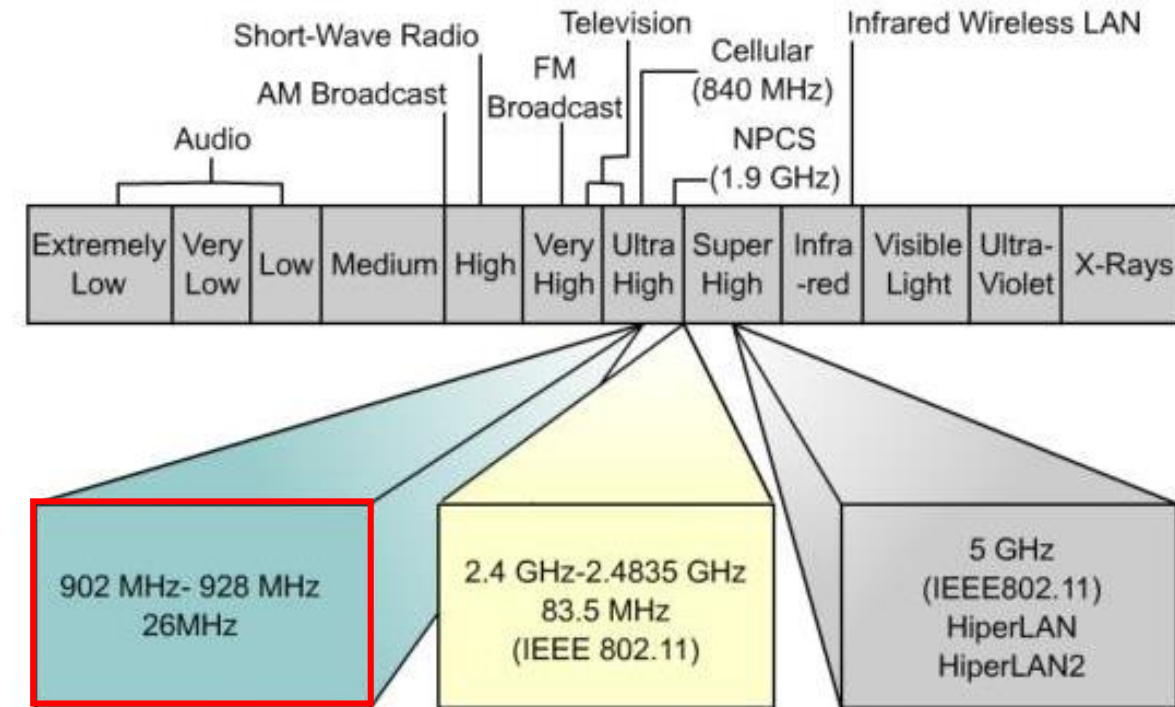 Short-Wave Radio
Television
Infrared Wireless LAN
AM Broadcast
FM
Broadcast
Cellular
(840 MHz)
Audio
NPCS
(1.9 GHz)
Extremely
Low
Very
Low
Low
Medium
High
Very
High
Ultra
High
Super
High
Infra
-red
Visible
Light
Ultra-
Violet
X-Rays
902 MHz- 928 MHz
26MHz
2.4 GHz-2.4835 GHz
83.5 MHz
(IEEE 802.11)
5 GHz
(IEEE802.11)
HiperLAN
HiperLAN2